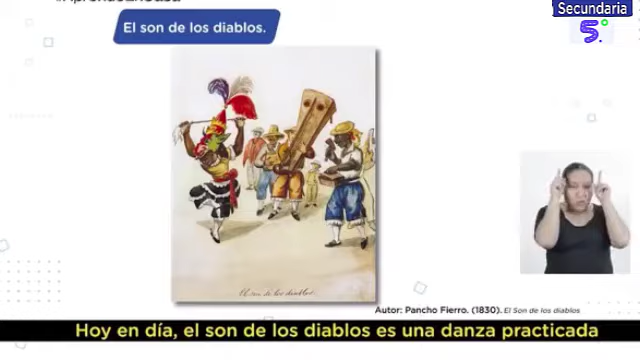 Secundaria
5°
El son de los diablos.
El son de los diablos.
Autor: Pancho Fierro. (1830). El Son de los diablos
Hoy en día, el son de los diablos es una danza practicada